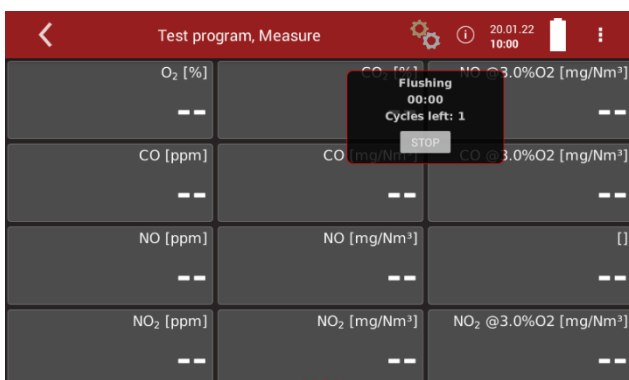 Test program, Measure
20.01.22
10:00
O₂ [%]
CO₂ [%]
NO @3.0%O2 [mg/Nm³]
--
--
Flushing
00:00
Cycles left: 1
STOP
CO [ppm]
CO [mg/Nm³]
CO @3.0%O2 [mg/Nm³]
--
--
--
NO [ppm]
NO [mg/Nm³]
[]
--
--
--
NO₂ [ppm]
NO₂ [mg/Nm³]
NO₂ @3.0%O2 [mg/Nm³]
--
--
--